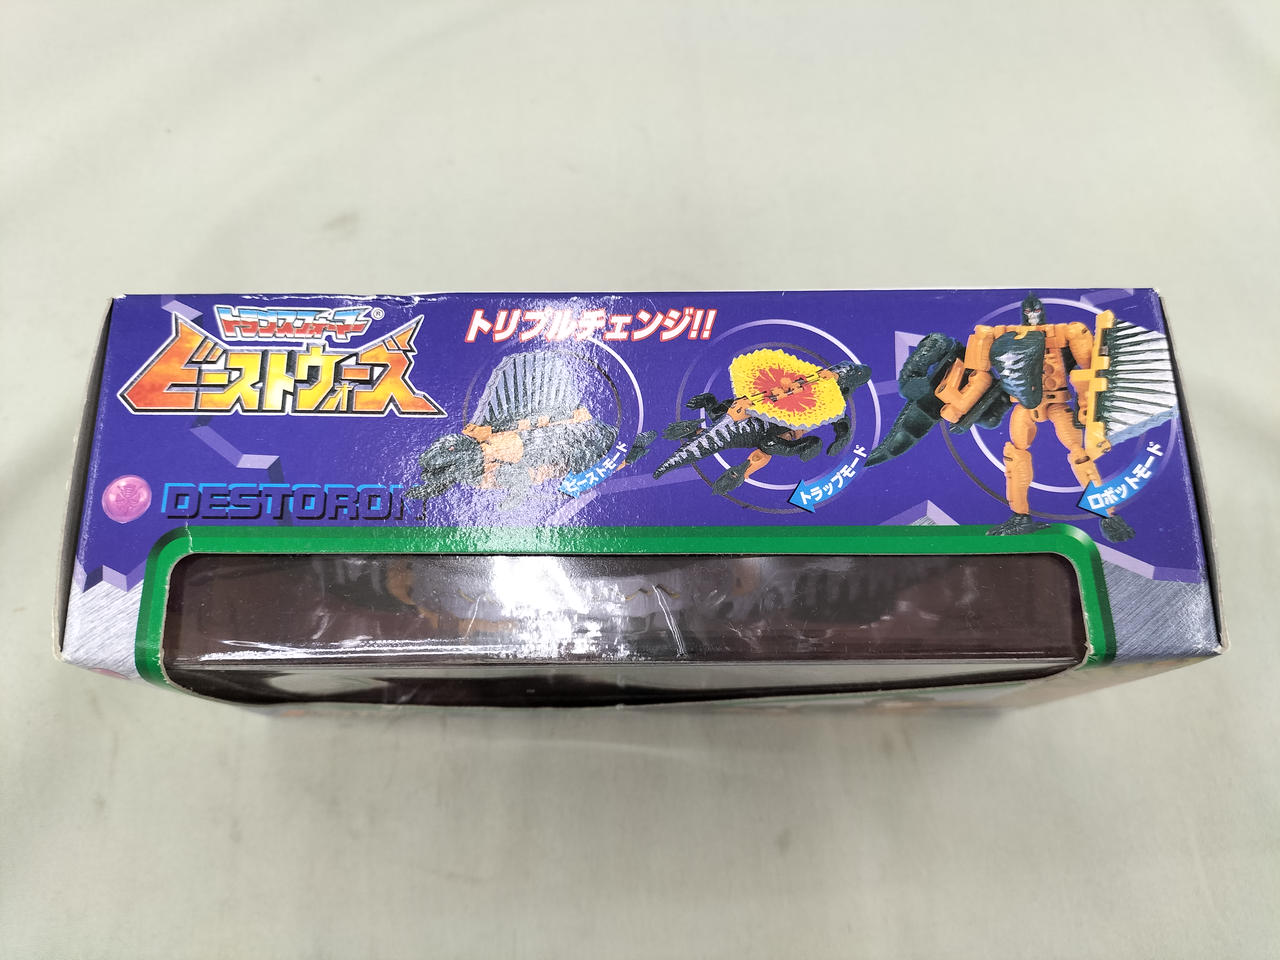 トランスフォーマー®
ビーストウォーズ
トリプルチェンジ!!
ビーストモード
トラップモード
ロボットモード
DESTORON